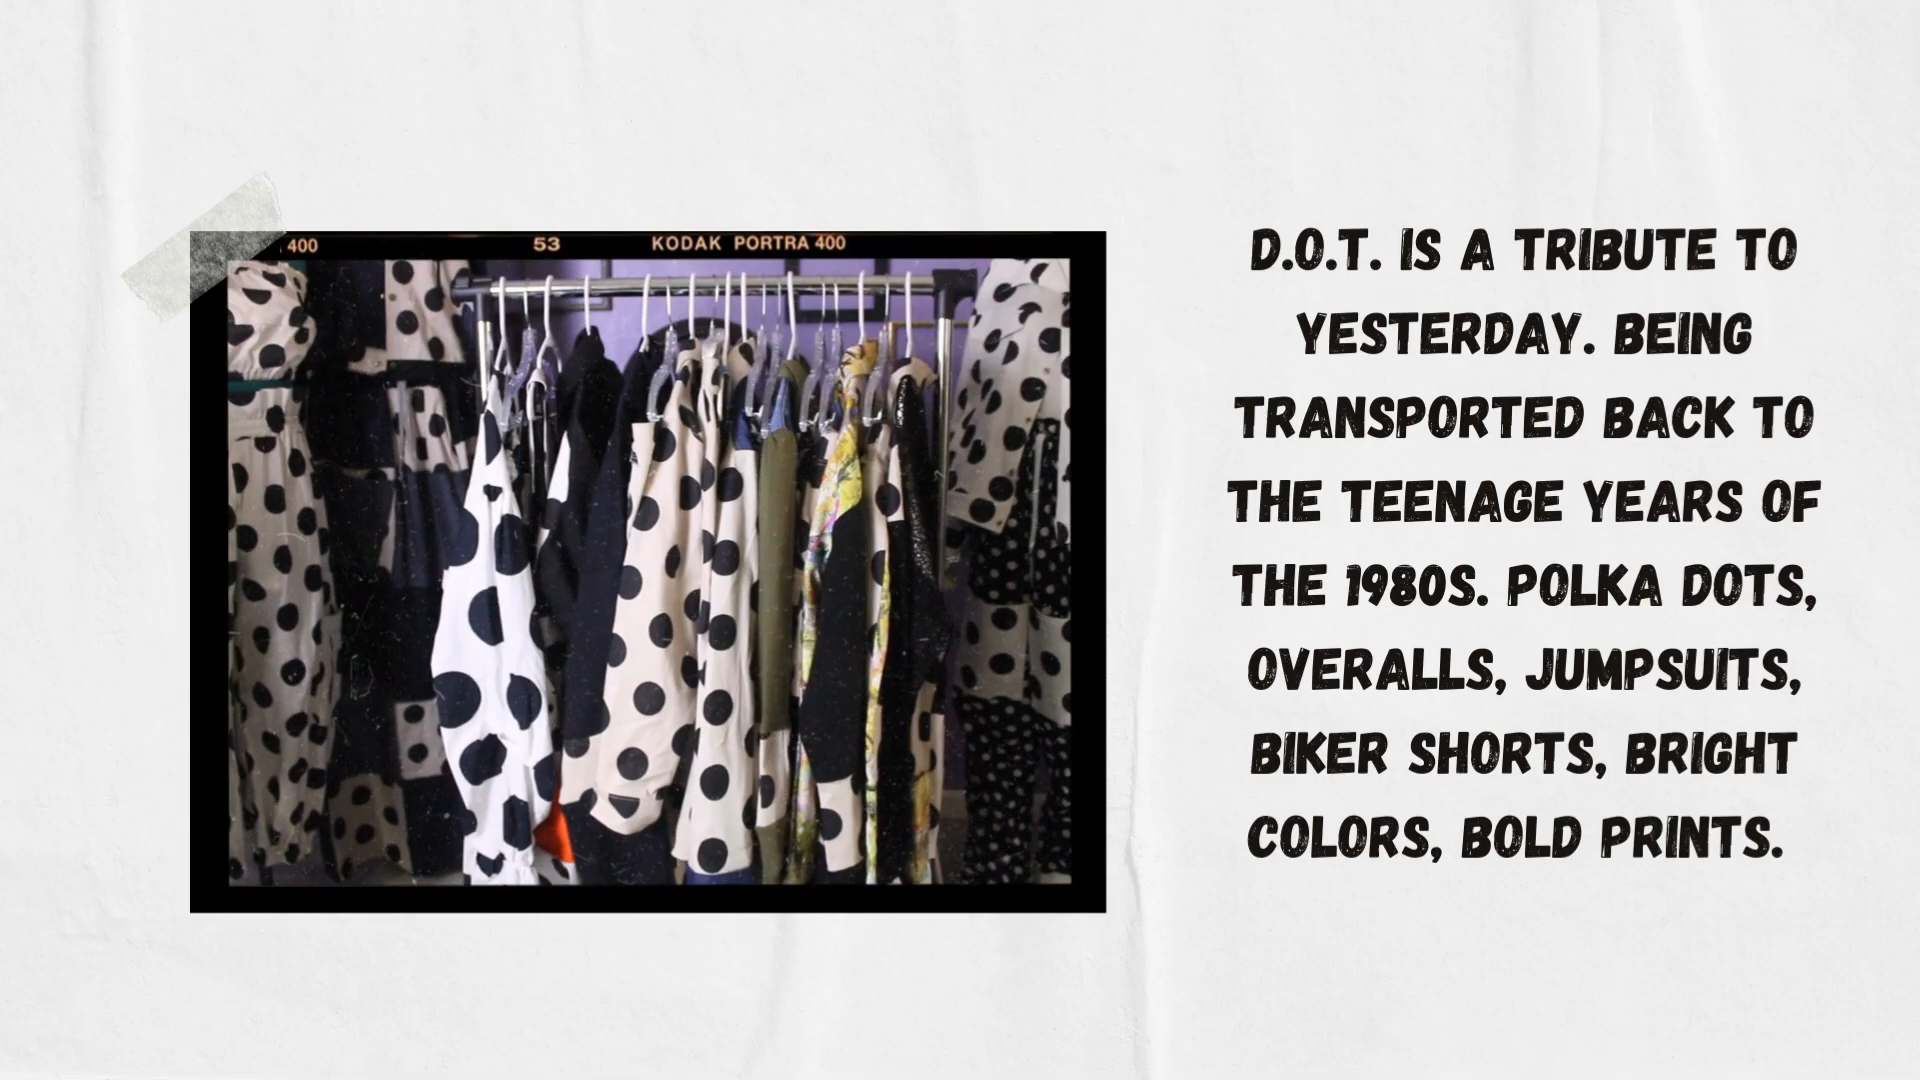 400
53
KODAK PORTRA 400
D.O.T. IS A TRIBUTE TO
YESTERDAY. BEING
TRANSPORTED BACK TO
THE TEENAGE YEARS OF
THE 1980S. POLKA DOTS,
OVERALLS, JUMPSUITS,
BIKER SHORTS, BRIGHT
COLORS, BOLD PRINTS.